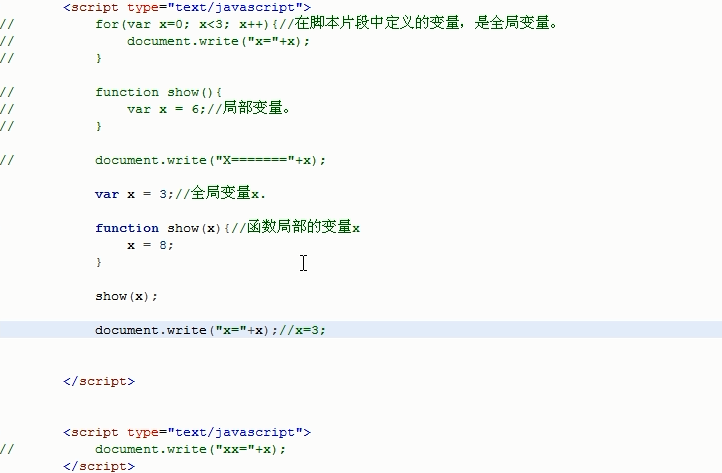 <script type="text/javascript">
//          for(var x=0; x<3; x++){//在脚本片段中定义的变量，是全局变量。
//              document.write("x="+x);
//          }
//          function show(){
//              var x = 6;//局部变量。
//          }
//          document.write("X======="+x);
var x = 3;//全局变量x.
function show(x){//函数局部的变量x
x = 8;
}
show(x);
document.write("x="+x);//x=3;
</script>
<script type="text/javascript">
//          document.write("xx="+x);
</script>